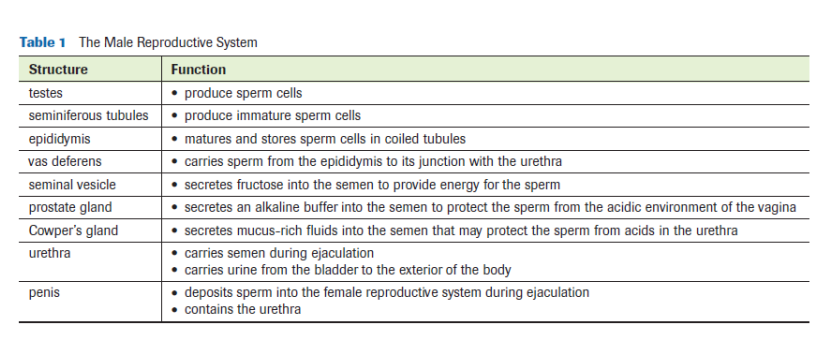 Table 1 The Male Reproductive System
Structure Function
testes • produce sperm cells
seminiferous tubules • produce immature sperm cells
epididymis • matures and stores sperm cells in coiled tubules
vas deferens • carries sperm from the epididymis to its junction with the urethra
seminal vesicle • secretes fructose into the semen to provide energy for the sperm
prostate gland • secretes an alkaline buffer into the semen to protect the sperm from the acidic environment of the vagina
Cowper's gland • secretes mucus-rich fluids into the semen that may protect the sperm from acids in the urethra
urethra • carries semen during ejaculation
• carries urine from the bladder to the exterior of the body
penis • deposits sperm into the female reproductive system during ejaculation
• contains the urethra